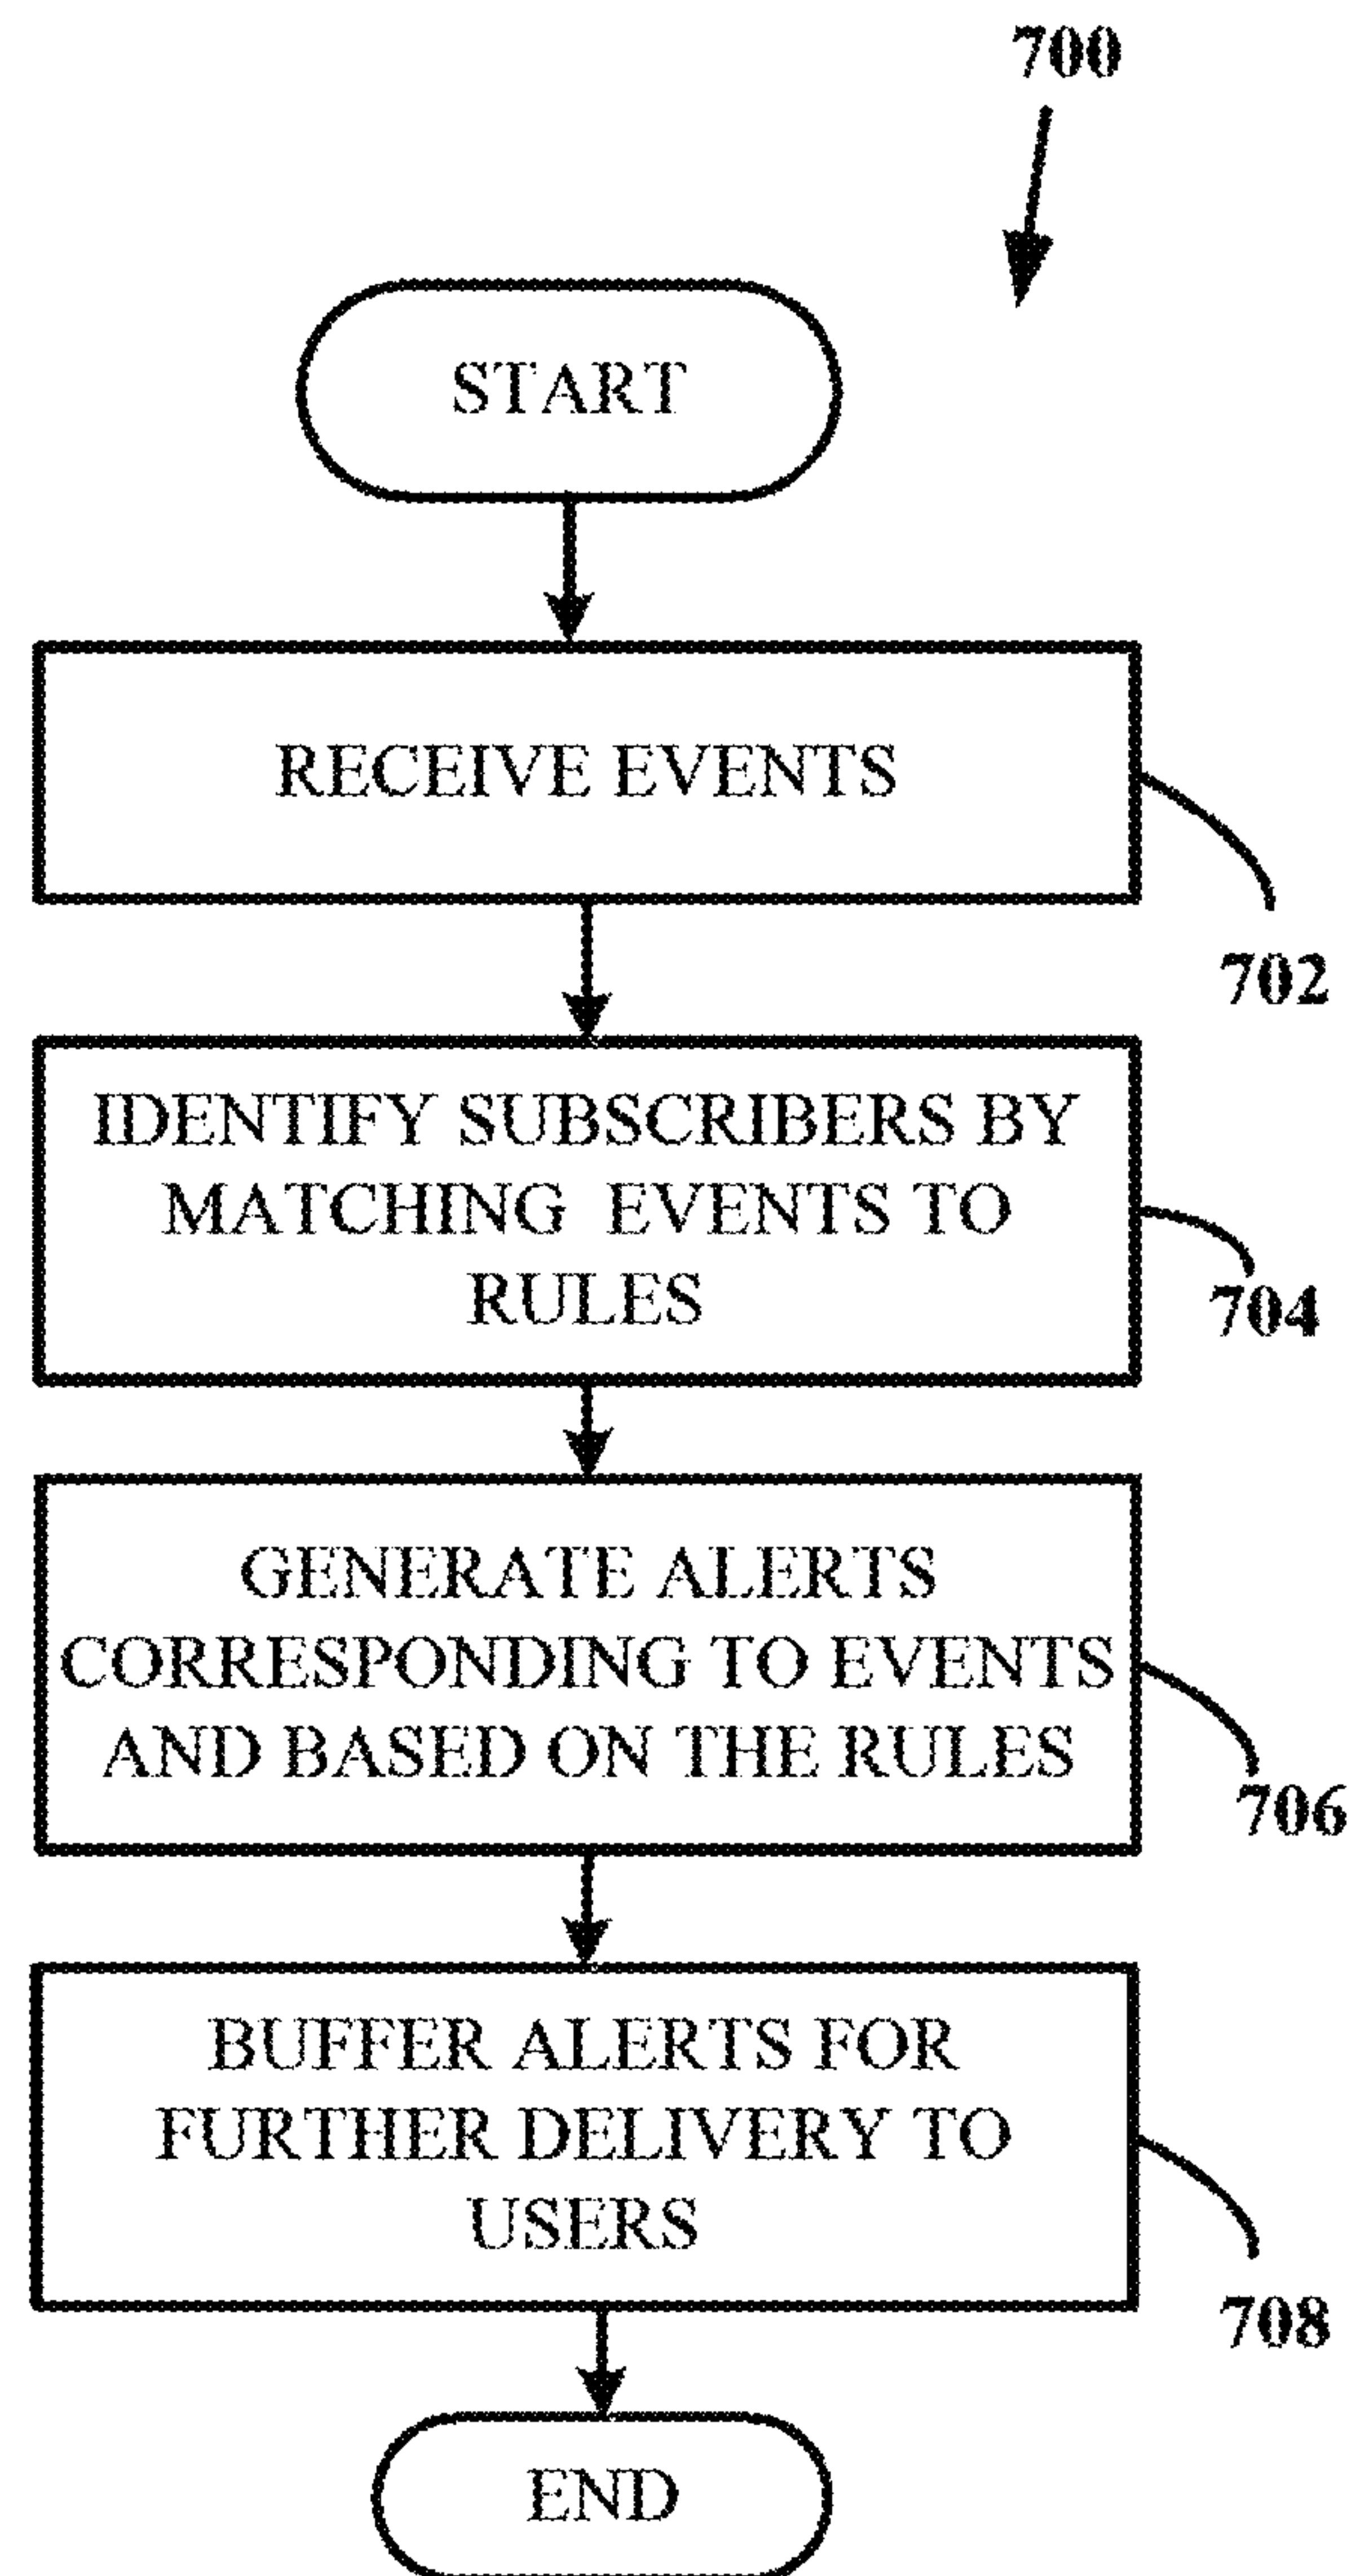 700
START
RECEIVE EVENTS
702
IDENTIFY SUBSCRIBERS BY
MATCHING EVENTS TO
RULES
704
GENERATE ALERTS
CORRESPONDING TO EVENTS
AND BASED ON THE RULES
706
BUFFER ALERTS FOR
FURTHER DELIVERY TO
USERS
708
END